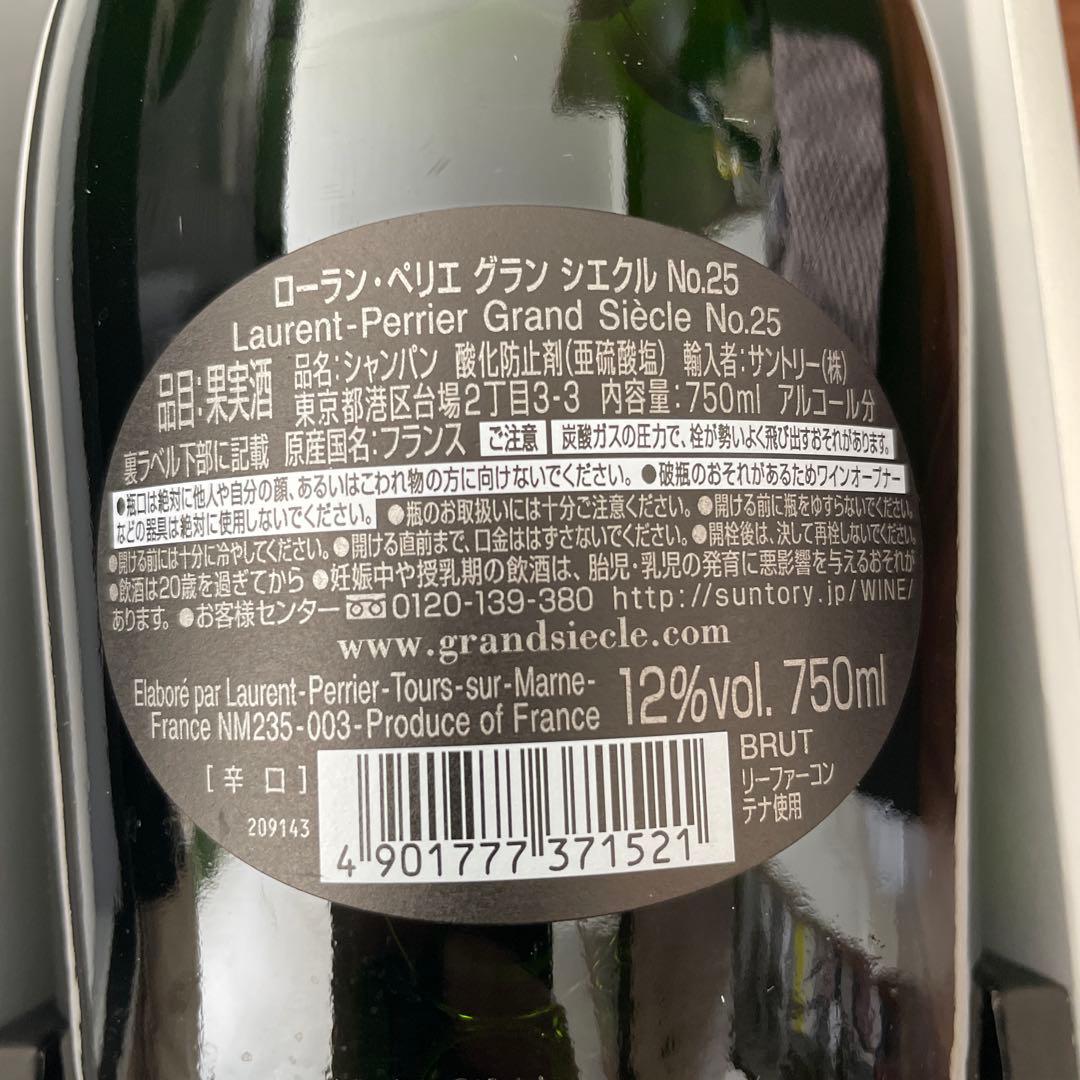 ローラン・ペリエ グラン シエクル No.25
Laurent-Perrier Grand Siècle No.25
品目:果実酒 品名:シャンパン 酸化防止剤(亜硫酸塩) 輸入者:サントリー(株)
東京都港区台場2丁目3-3 内容量:750ml アルコール分
裏ラベル下部に記載 原産国名:フランス ご注意 炭酸ガスの圧力で、栓が勢いよく飛び出すおそれがあります。
●瓶口は絶対に他人や自分の顔、あるいはこわれ物の方に向けないでください。 ●破瓶のおそれがあるためワインオープナー
などの器具は絶対に使用しないでください。 ●瓶のお取扱いには十分ご注意ください。 ●開ける前に瓶をゆすらないでください。
●開ける前には十分に冷やしてください。 ●開ける直前まで、口金ははずさないでください。 ●開栓後は、決して再栓しないでください。
●飲酒は20歳を過ぎてから ●妊娠中や授乳期の飲酒は、胎児・乳児の発育に悪影響を与えるおそれが
あります。 ●お客様センター 0120-139-380 http://suntory.jp/WINE/
www.grandsiecle.com
Elaboré par Laurent-Perrier-Tours-sur-Marne-
France NM235-003-Produce of France 12%vol. 750ml
[辛口] BRUT
リーファーコン
テナ使用
209143
4 901777 371521